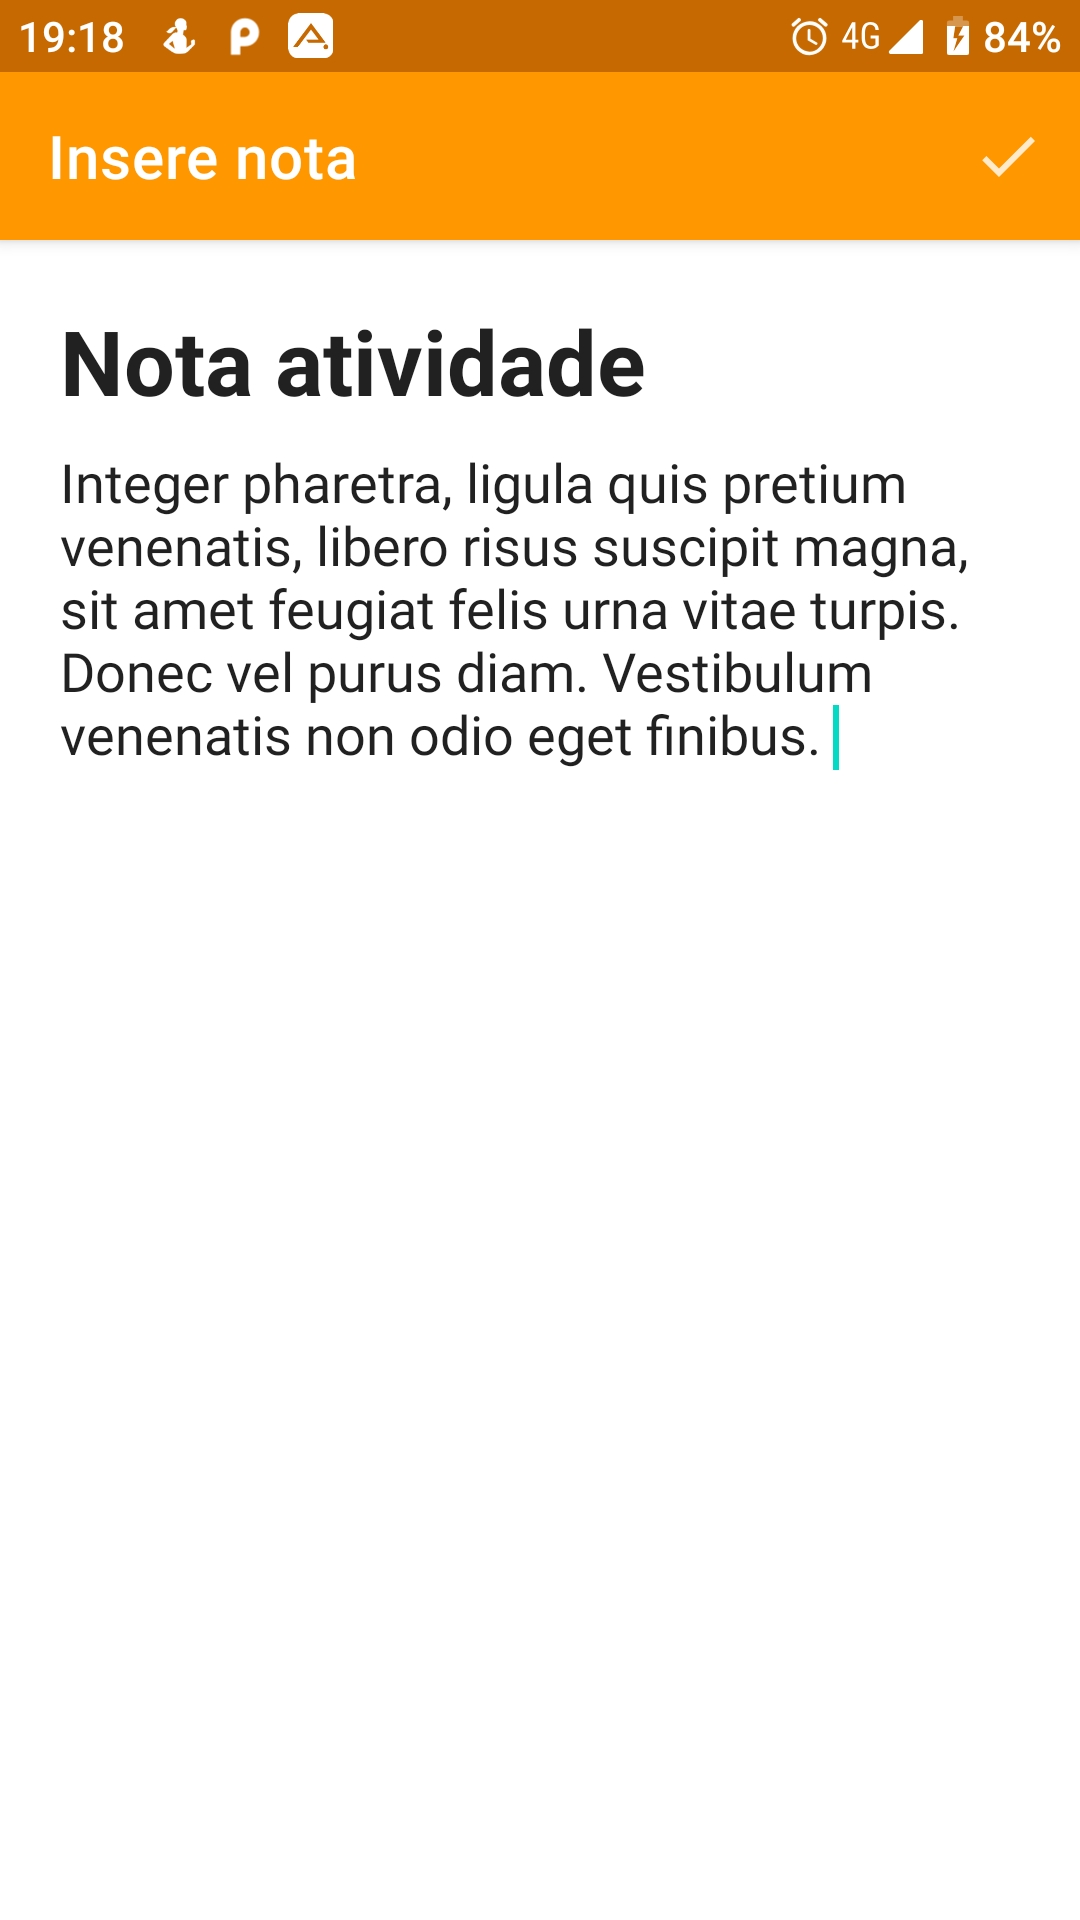 19:18 4G 84%
Insere nota
Nota atividade
Integer pharetra, ligula quis pretium
venenatis, libero risus suscipit magna,
sit amet feugiat felis urna vitae turpis.
Donec vel purus diam. Vestibulum
venenatis non odio eget finibus.